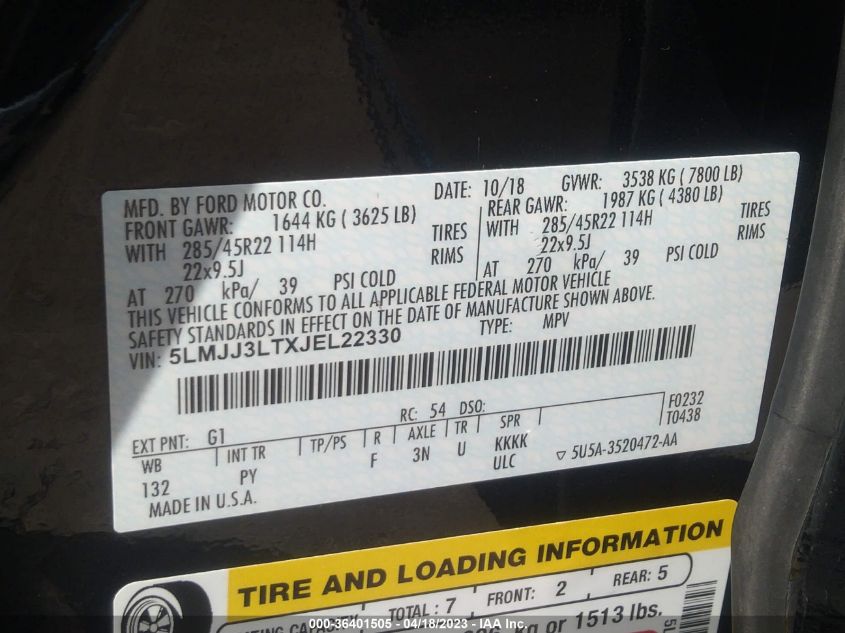 MFD. BY FORD MOTOR CO.
DATE: 10/18 GVWR: 3538 KG ( 7800 LB)
FRONT GAWR: 1644 KG ( 3625 LB)
REAR GAWR: 1987 KG ( 4380 LB)
WITH 285/45R22 114H TIRES
WITH 285/45R22 114H TIRES
22x9.5J RIMS
22x9.5J RIMS
AT 270 kPa/ 39 PSI COLD
AT 270 kPa/ 39 PSI COLD
THIS VEHICLE CONFORMS TO ALL APPLICABLE FEDERAL MOTOR VEHICLE
SAFETY STANDARDS IN EFFECT ON THE DATE OF MANUFACTURE SHOWN ABOVE.
VIN: 5LMJJ3LTXJEL22330 TYPE: MPV
EXT PNT: G1 RC: 54 DSO: F0232
WB INT TR TP/PS R AXLE TR SPR T0438
132 PY F 3N U KKKK
ULC ▽ 5U5A-3520472-AA
MADE IN U.S.A.
TIRE AND LOADING INFORMATION
CAPACITY TOTAL : 7 FRONT: 2 REAR: 5
kg or 1513 lbs.
000-36401505 - 04/18/2023 - IAA Inc.